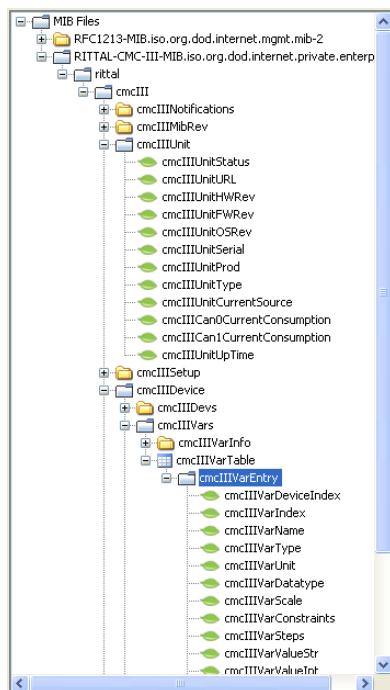 MIB Files
RFC1213-MIB.iso.org.dod.internet.mgmt.mib-2
RITTAL-CMC-III-MIB.iso.org.dod.internet.private.enterp
rittal
cmcIII
cmcIIINotifications
cmcIIIMibRev
cmcIIIUnit
cmcIIIUnitStatus
cmcIIIUnitURL
cmcIIIUnitHWRev
cmcIIIUnitFWRev
cmcIIIUnitOSRev
cmcIIIUnitSerial
cmcIIIUnitProd
cmcIIIUnitType
cmcIIIUnitCurrentSource
cmcIIICan0CurrentConsumption
cmcIIICan1CurrentConsumption
cmcIIIUnitUpTime
cmcIIISetup
cmcIIIDevice
cmcIIIDevs
cmcIIIVars
cmcIIIVarInfo
cmcIIIVarTable
cmcIIIVarEntry
cmcIIIVarDeviceIndex
cmcIIIVarIndex
cmcIIIVarName
cmcIIIVarType
cmcIIIVarUnit
cmcIIIVarDatatype
cmcIIIVarScale
cmcIIIVarConstraints
cmcIIIVarSteps
cmcIIIVarValueStr
cmcIIIVarValueInt